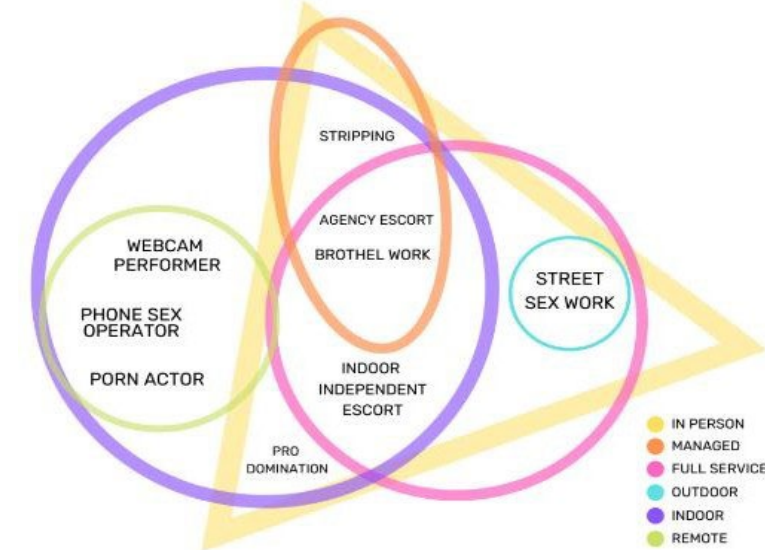 STRIPPING
AGENCY ESCORT
BROTHEL WORK
WEBCAM
PERFORMER
PHONE SEX
OPERATOR
PORN ACTOR
STREET
SEX WORK
INDOOR
INDEPENDENT
ESCORT
PRO
DOMINATION
IN PERSON
MANAGED
FULL SERVICE
OUTDOOR
INDOOR
REMOTE